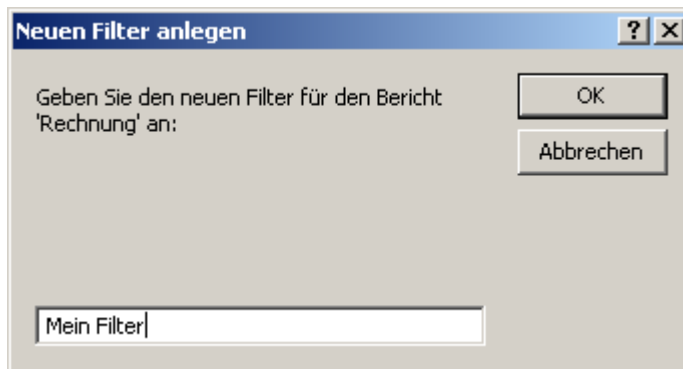 Neuen Filter anlegen
Geben Sie den neuen Filter für den Bericht
'Rechnung' an:
OK
Abbrechen
Mein Filter